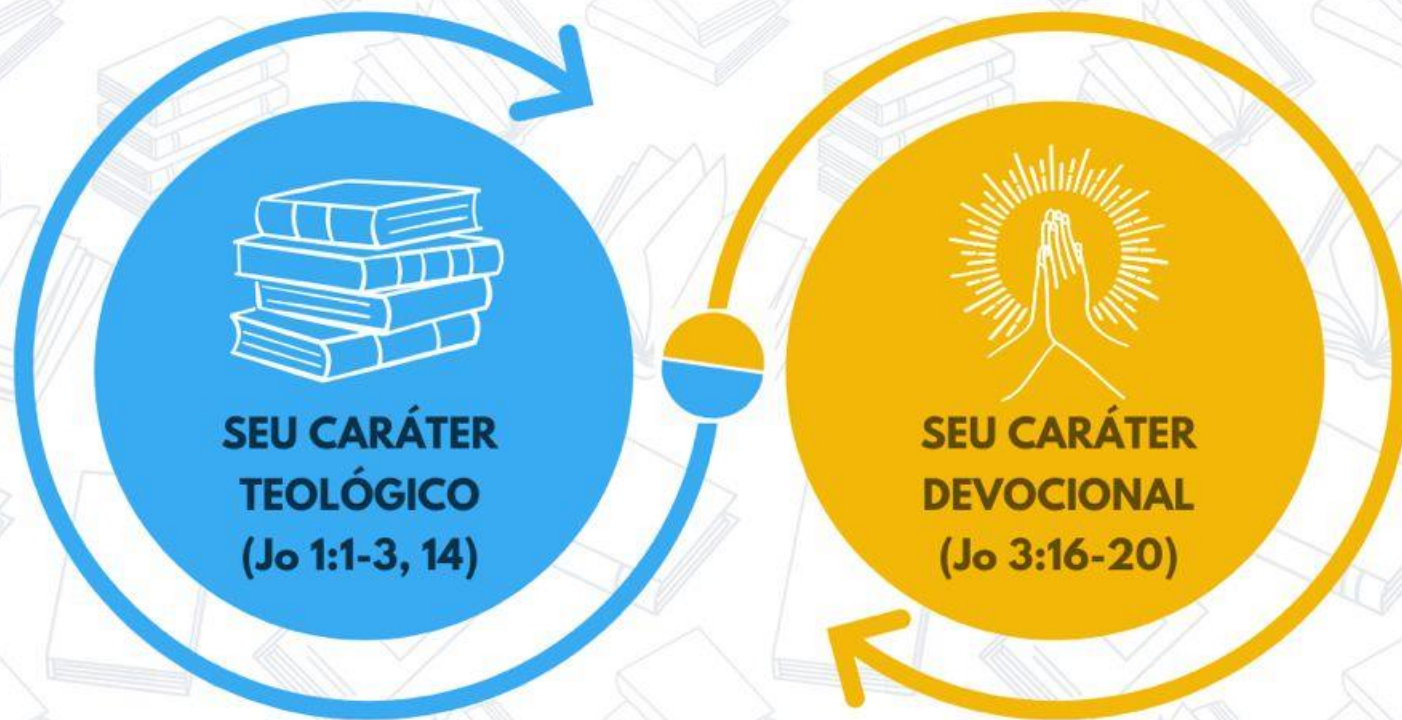 SEU CARÁTER
TEOLÓGICO
(Jo 1:1-3, 14)
SEU CARÁTER
DEVOCIONAL
(Jo 3:16-20)